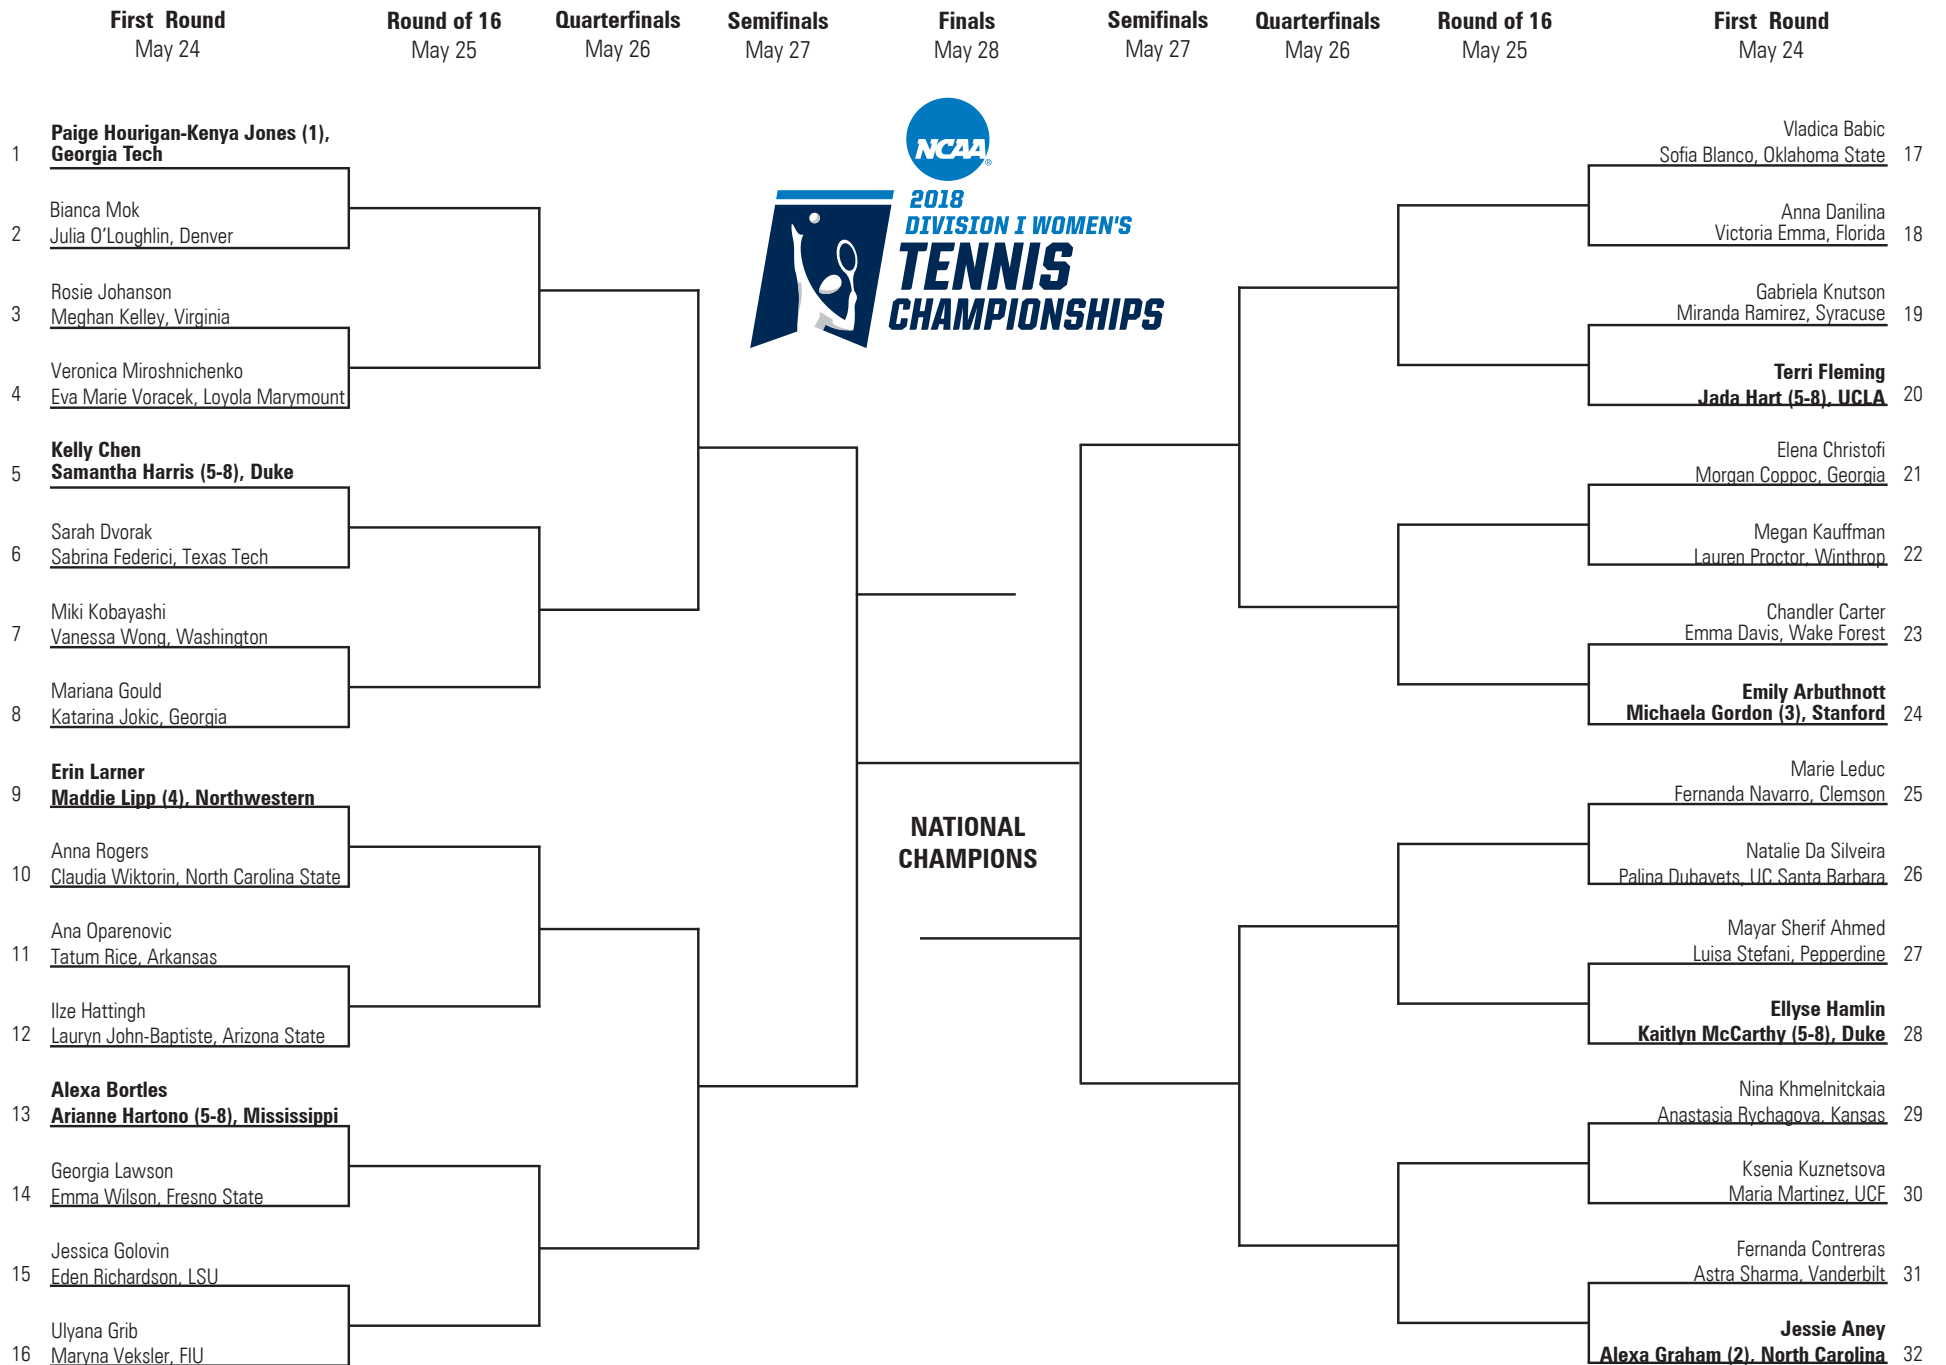 First Round
May 24
Round of 16
May 25
Quarterfinals
May 26
Semifinals
May 27
Finals
May 28
Semifinals
May 27
Quarterfinals
May 26
Round of 16
May 25
First Round
May 24
NCAA®
2018
DIVISION I WOMEN'S
TENNIS
CHAMPIONSHIPS
Paige Hourigan-Kenya Jones (1),
1 Georgia Tech
Bianca Mok
2 Julia O’Loughlin, Denver
Rosie Johanson
3 Meghan Kelley, Virginia
Veronica Miroshnichenko
4 Eva Marie Voracek, Loyola Marymount
Kelly Chen
5 Samantha Harris (5-8), Duke
Sarah Dvorak
6 Sabrina Federici, Texas Tech
Miki Kobayashi
7 Vanessa Wong, Washington
Mariana Gould
8 Katarina Jokic, Georgia
Erin Larner
9 Maddie Lipp (4), Northwestern
Anna Rogers
10 Claudia Wiktorin, North Carolina State
Ana Oparenovic
11 Tatum Rice, Arkansas
Ilze Hattingh
12 Lauryn John-Baptiste, Arizona State
Alexa Bortles
13 Arianne Hartono (5-8), Mississippi
Georgia Lawson
14 Emma Wilson, Fresno State
Jessica Golovin
15 Eden Richardson, LSU
Ulyana Grib
16 Maryna Veksler, FIU
NATIONAL
CHAMPIONS
Vladica Babic
Sofia Blanco, Oklahoma State 17
Anna Danilina
Victoria Emma, Florida 18
Gabriela Knutson
Miranda Ramirez, Syracuse 19
Terri Fleming
Jada Hart (5-8), UCLA 20
Elena Christofi
Morgan Coppoc, Georgia 21
Megan Kauffman
Lauren Proctor, Winthrop 22
Chandler Carter
Emma Davis, Wake Forest 23
Emily Arbuthnott
Michaela Gordon (3), Stanford 24
Marie Leduc
Fernanda Navarro, Clemson 25
Natalie Da Silveira
Palina Dubavets, UC Santa Barbara 26
Mayar Sherif Ahmed
Luisa Stefani, Pepperdine 27
Ellyse Hamlin
Kaitlyn McCarthy (5-8), Duke 28
Nina Khmelnitckaia
Anastasia Rychagova, Kansas 29
Ksenia Kuznetsova
Maria Martinez, UCF 30
Fernanda Contreras
Astra Sharma, Vanderbilt 31
Jessie Aney
Alexa Graham (2), North Carolina 32